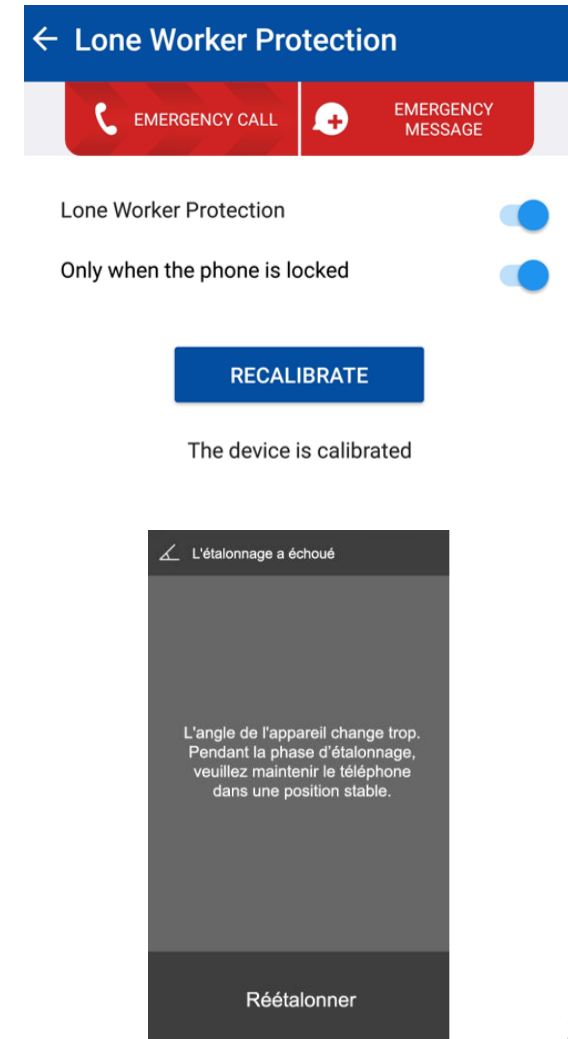 Lone Worker Protection
EMERGENCY CALL
EMERGENCY
MESSAGE
Lone Worker Protection
Only when the phone is locked
RECALIBRATE
The device is calibrated
L'étalonnage a échoué
L'angle de l'appareil change trop.
Pendant la phase d'étalonnage,
veuillez maintenir le téléphone
dans une position stable.
Réétalonner